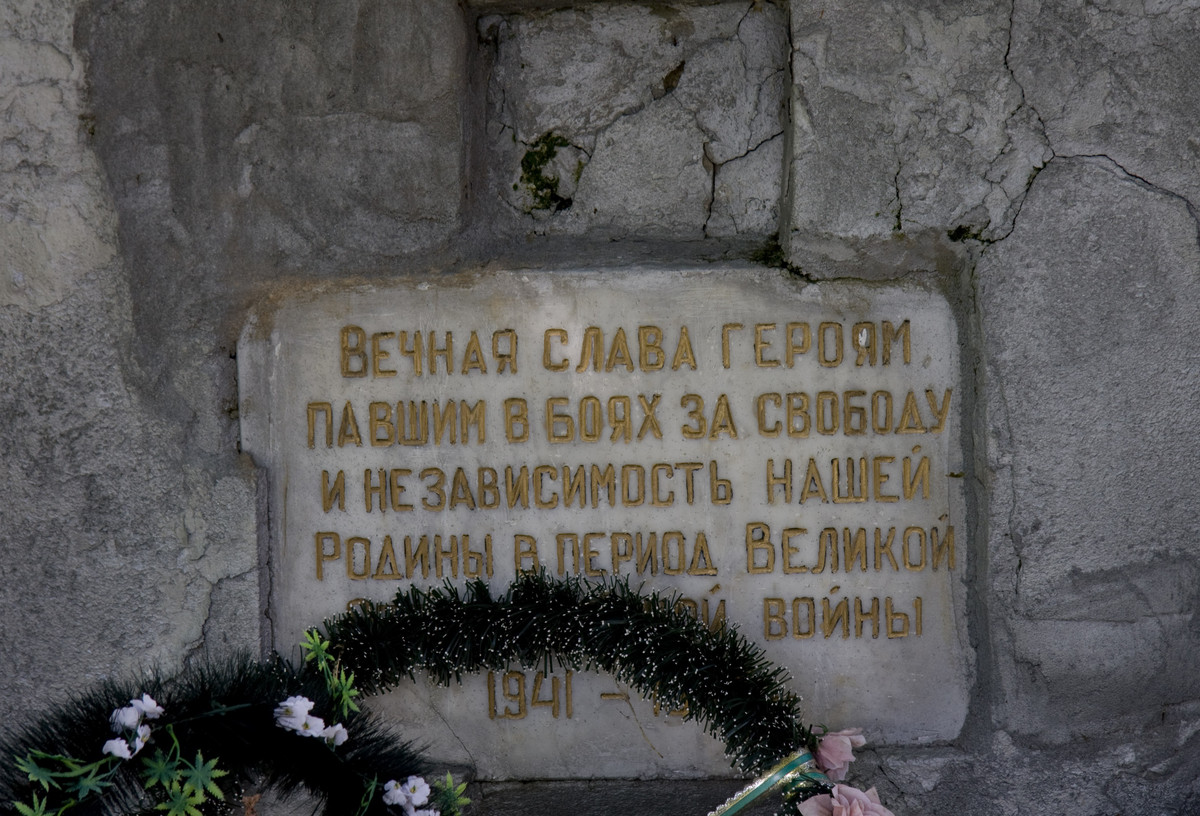 Вечная слава героям
павшим в боях за свободу
и независимость нашей
Родины в период Великой
войны
1941 –